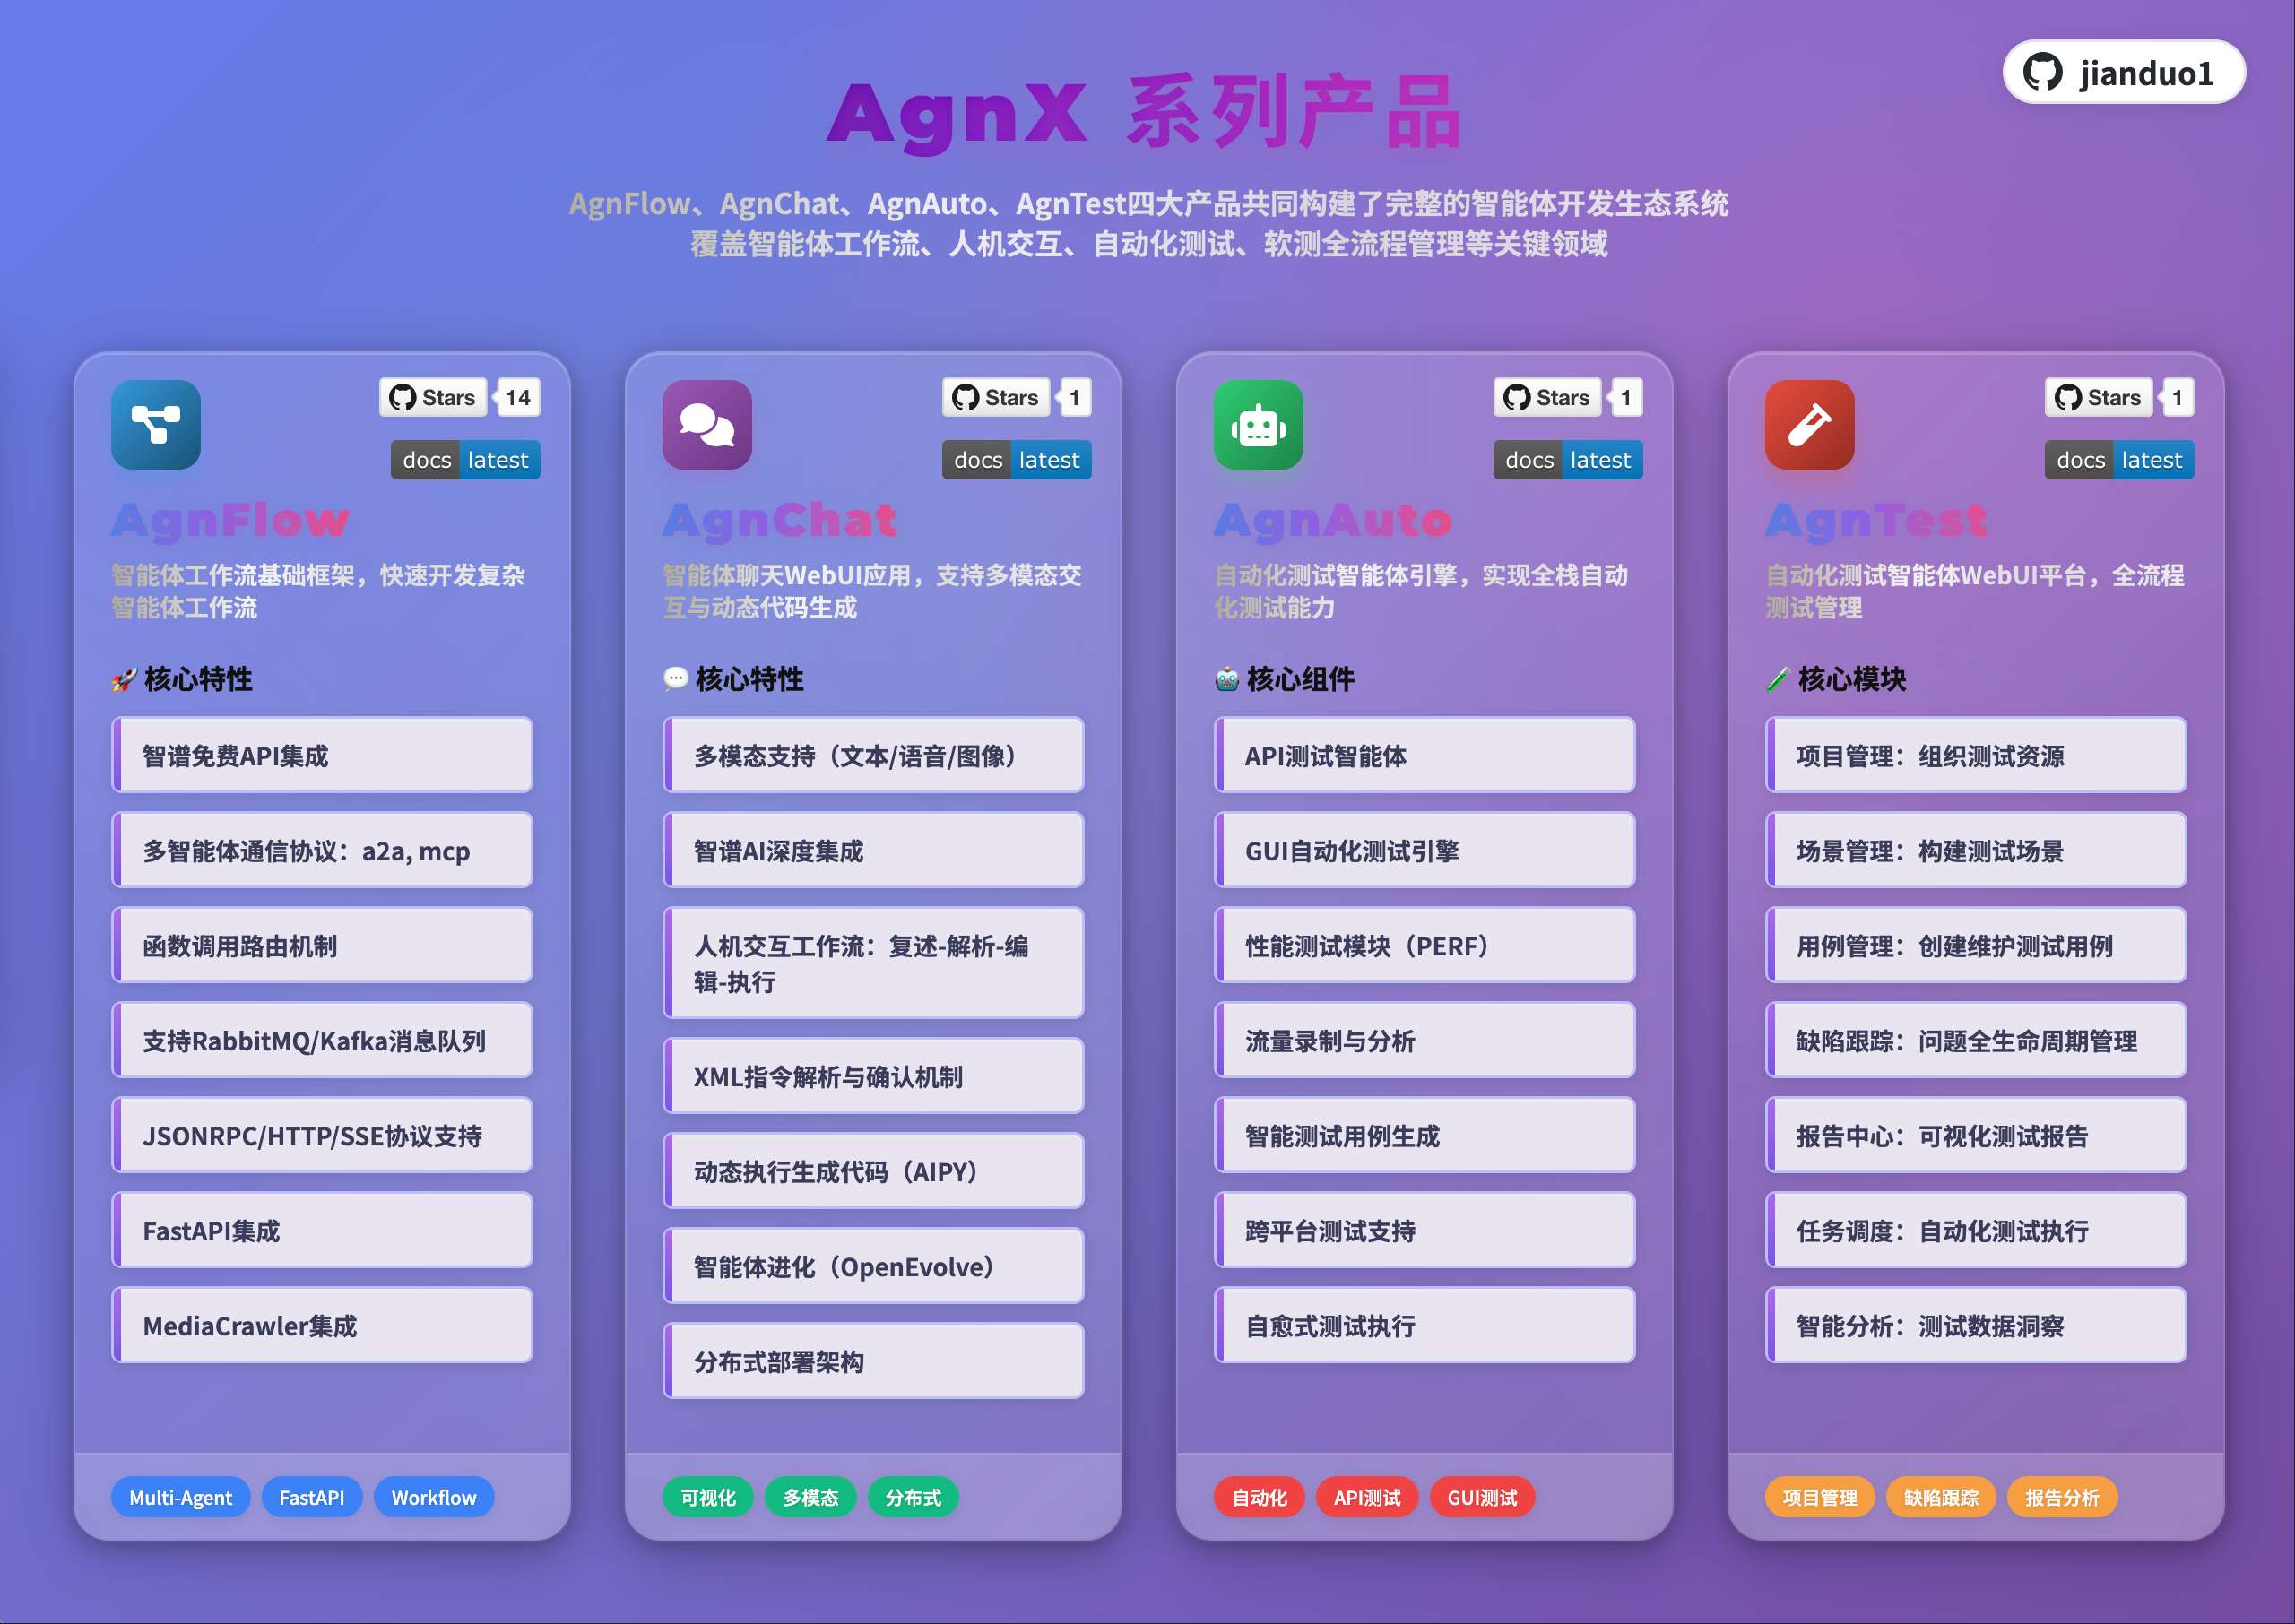 jianduo1
AgnX 系列产品
AgnFlow、AgnChat、AgnAuto、AgnTest四大产品共同构建了完整的智能体开发生态系统
覆盖智能体工作流、人机交互、自动化测试、软测全流程管理等关键领域
Stars 14
docs latest
AgnFlow
智能体工作流基础框架，快速开发复杂
智能体工作流
🚀 核心特性
智谱免费API集成
多智能体通信协议：a2a, mcp
函数调用路由机制
支持RabbitMQ/Kafka消息队列
JSONRPC/HTTP/SSE协议支持
FastAPI集成
MediaCrawler集成
Multi-Agent FastAPI Workflow
Stars 1
docs latest
AgnChat
智能体聊天WebUI应用，支持多模态交
互与动态代码生成
💬 核心特性
多模态支持（文本/语音/图像）
智谱AI深度集成
人机交互工作流：复述-解析-编
辑-执行
XML指令解析与确认机制
动态执行生成代码（AIPY）
智能体进化（OpenEvolve）
分布式部署架构
可视化 多模态 分布式
Stars 1
docs latest
AgnAuto
自动化测试智能体引擎，实现全栈自动
化测试能力
🤖 核心组件
API测试智能体
GUI自动化测试引擎
性能测试模块（PERF）
流量录制与分析
智能测试用例生成
跨平台测试支持
自愈式测试执行
自动化 API测试 GUI测试
Stars 1
docs latest
AgnTest
自动化测试智能体WebUI平台，全流程
测试管理
🧪 核心模块
项目管理：组织测试资源
场景管理：构建测试场景
用例管理：创建维护测试用例
缺陷跟踪：问题全生命周期管理
报告中心：可视化测试报告
任务调度：自动化测试执行
智能分析：测试数据洞察
项目管理 缺陷跟踪 报告分析